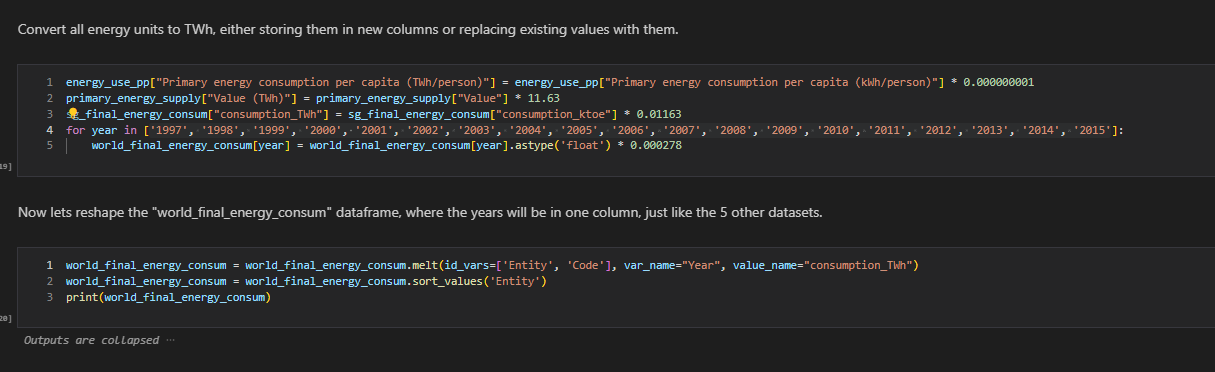 Convert all energy units to TWh, either storing them in new columns or replacing existing values with them.
1 energy_use_pp["Primary energy consumption per capita (TWh/person)"] = energy_use_pp["Primary energy consumption per capita (kWh/person)"] * 0.000000001
2 primary_energy_supply["Value (TWh)"] = primary_energy_supply["Value"] * 11.63
3 s_final_energy_consum["consumption_TWh"] = sg_final_energy_consum["consumption_ktoe"] * 0.01163
4 for year in ['1997', '1998', '1999', '2000', '2001', '2002', '2003', '2004', '2005', '2006', '2007', '2008', '2009', '2010', '2011', '2012', '2013', '2014', '2015']:
5 world_final_energy_consum[year] = world_final_energy_consum[year].astype('float') * 0.000278
19]
Now lets reshape the "world_final_energy_consum" dataframe, where the years will be in one column, just like the 5 other datasets.
1 world_final_energy_consum = world_final_energy_consum.melt(id_vars=['Entity', 'Code'], var_name="Year", value_name="consumption_TWh")
2 world_final_energy_consum = world_final_energy_consum.sort_values('Entity')
3 print(world_final_energy_consum)
20]
Outputs are collapsed ...